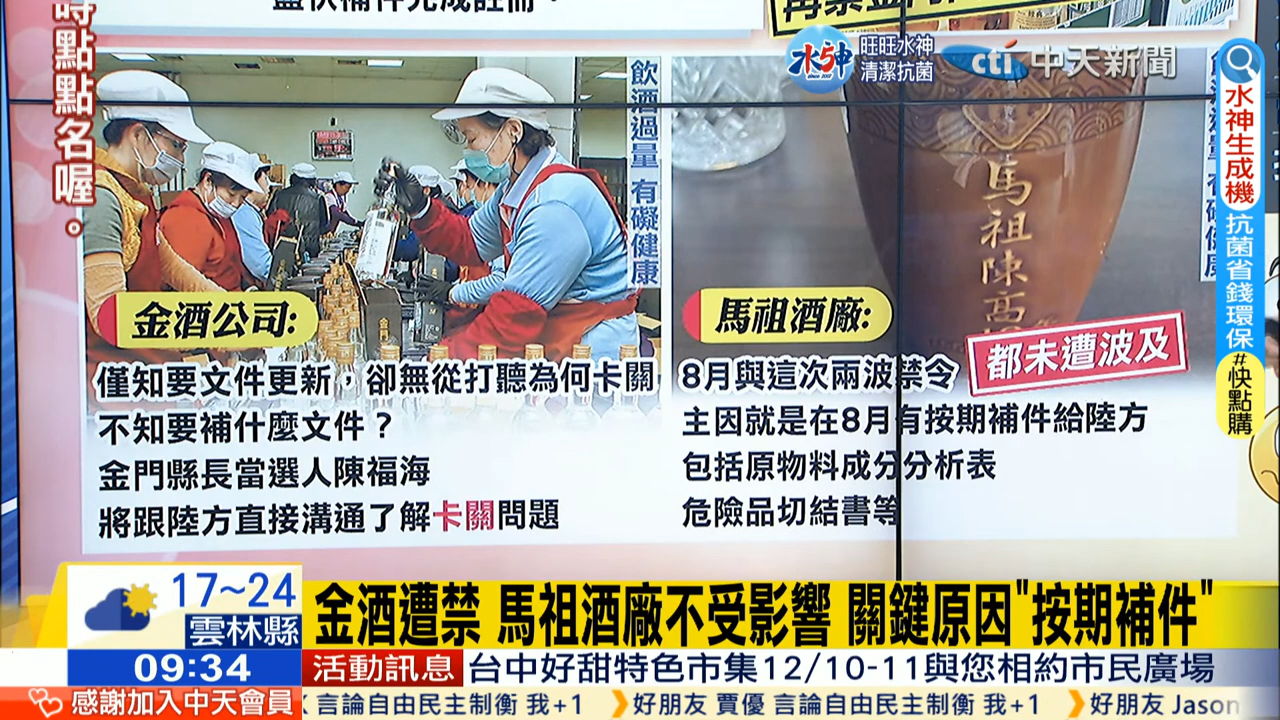 時點點名喔。
盡快補件完成註冊。
水神
since 2007
旺旺水神
清潔抗菌
cti 中天新聞
飲酒過量 有礙健康
金門
金酒公司:
僅知要文件更新，卻無從打聽為何卡關
不知要補什麼文件？
金門縣長當選人陳福海
將跟陸方直接溝通了解卡關問題
馬祖陳
馬祖酒廠:
都未遭波及
8月與這次兩波禁令
主因就是在8月有按期補件給陸方
包括原物料成分分析表
危險品切結書等
水神生成機
抗菌省錢環保
#快點購
17~24
雲林縣
09:34
金酒遭禁 馬祖酒廠不受影響 關鍵原因"按期補件"
活動訊息 台中好甜特色市集12/10-11與您相約市民廣場
感謝加入中天會員
言論自由民主制衡 我+1 好朋友 賈優 言論自由民主制衡 我+1 好朋友 Jason